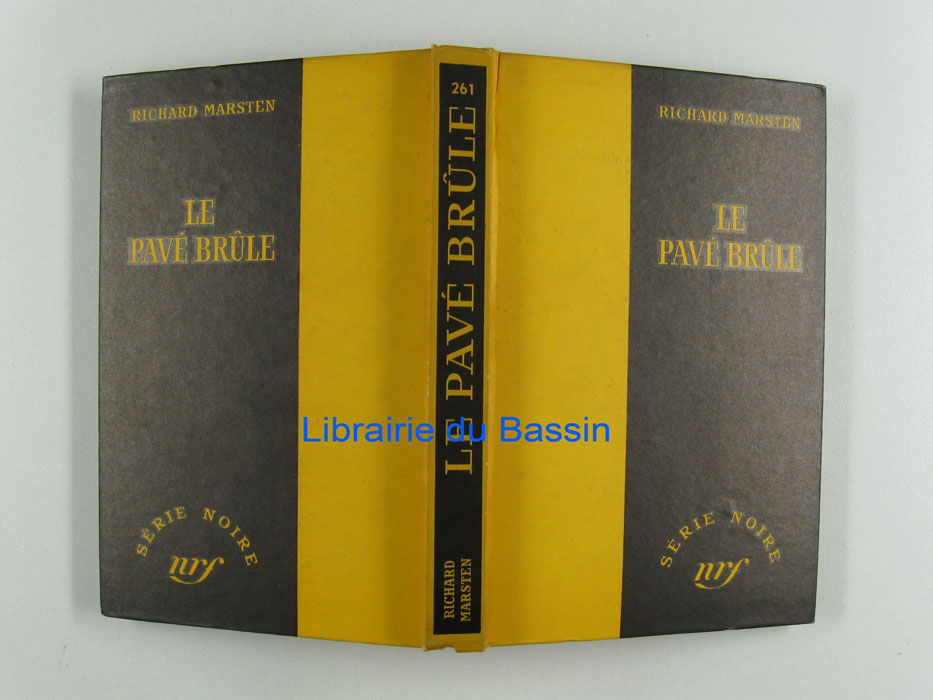 RICHARD MARSTEN
LE
PAVÉ BRÛLE
SÉRIE NOIRE
nrf
261
LE PAVÉ BRÛLE
RICHARD
MARSTEN
RICHARD MARSTEN
LE
PAVÉ BRÛLE
SÉRIE NOIRE
nrf
Librairie du Bassin